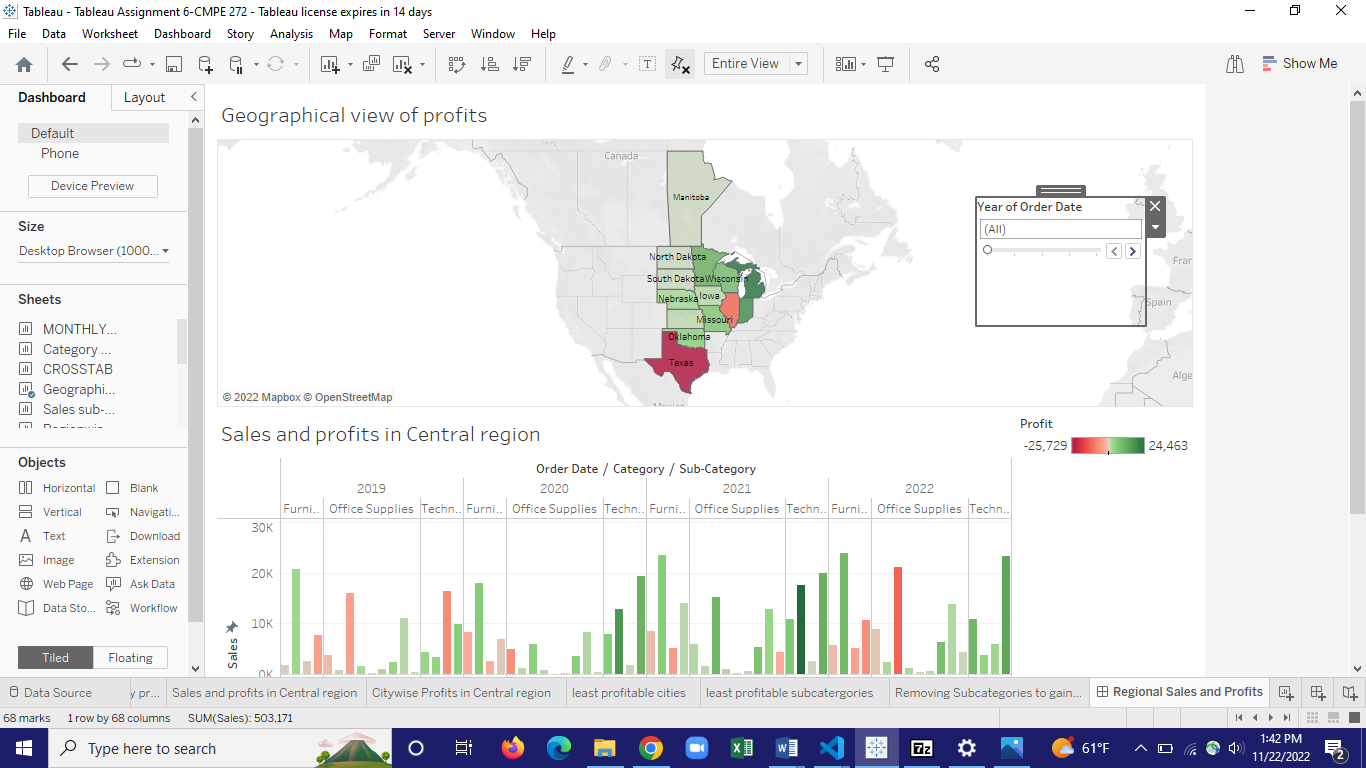 Tableau - Tableau Assignment 6-CMPE 272 - Tableau license expires in 14 days
File Data Worksheet Dashboard Story Analysis Map Format Server Window Help
Entire View
Show Me
Dashboard Layout
Default
Phone
Device Preview
Size
Desktop Browser (1000...
Sheets
MONTHLY...
Category ...
CROSSTAB
Geographi...
Sales sub-...
Objects
Horizontal Blank
Vertical Navigati...
Text Download
Image Extension
Web Page Ask Data
Data Sto... Workflow
Tiled Floating
Geographical view of profits
Canada
Manitoba
North Dakota
South Dakota Wisconsin
Nebraska Iowa
Missouri
Oklahoma
Texas
Mexico
© 2022 Mapbox © OpenStreetMap
Year of Order Date
(All)
Fran
Spain
Alge
Sales and profits in Central region
Profit
-25,729 24,463
Order Date / Category / Sub-Category
2019 2020 2021 2022
Furni.. Office Supplies Techn.. Furni.. Office Supplies Techn.. Furni.. Office Supplies Techn.. Furni.. Office Supplies Techn..
30K
20K
10K
0K
Sales
Data Source y pr... Sales and profits in Central region Citywise Profits in Central region least profitable cities least profitable subcatergories Removing Subcategories to gain... Regional Sales and Profits
68 marks 1 row by 68 columns SUM(Sales): 503,171
Type here to search
7z
61°F
1:42 PM
11/22/2022
2